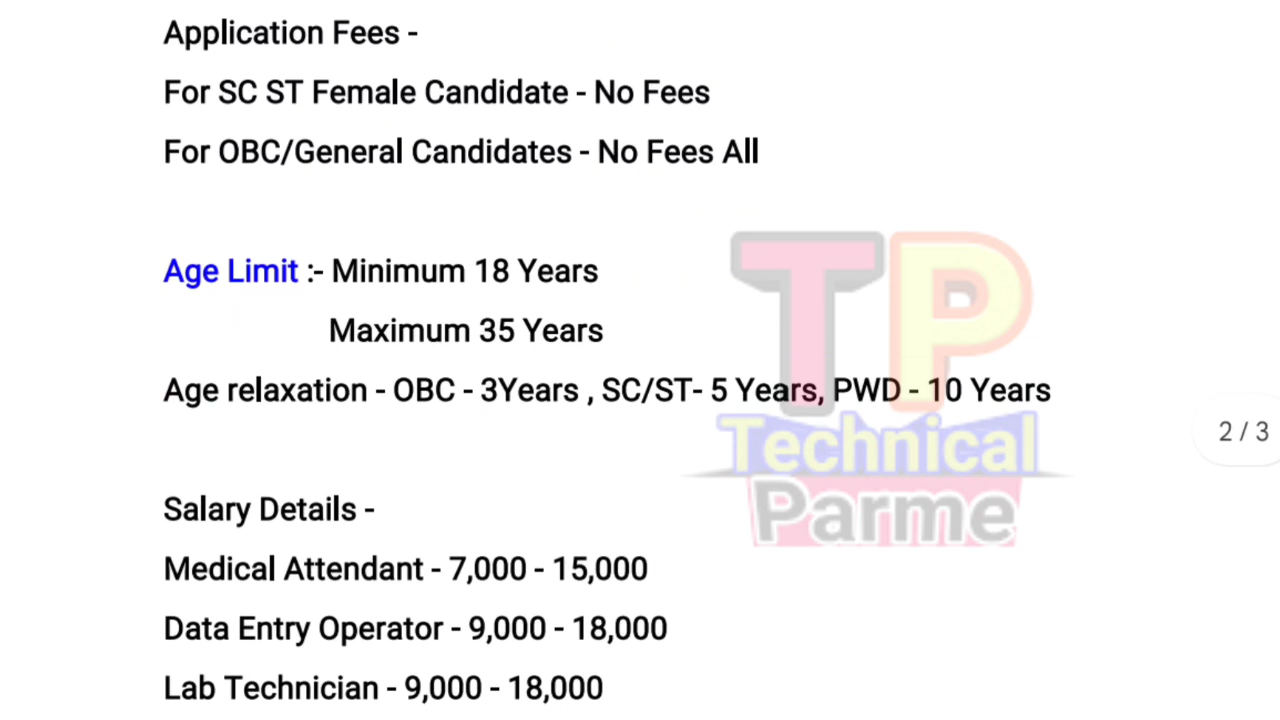 Application Fees -
For SC ST Female Candidate - No Fees
For OBC/General Candidates - No Fees All
Age Limit :- Minimum 18 Years
Maximum 35 Years
Age relaxation - OBC - 3Years , SC/ST- 5 Years, PWD - 10 Years
TP
Technical
Parme
2 / 3
Salary Details -
Medical Attendant - 7,000 - 15,000
Data Entry Operator - 9,000 - 18,000
Lab Technician - 9,000 - 18,000